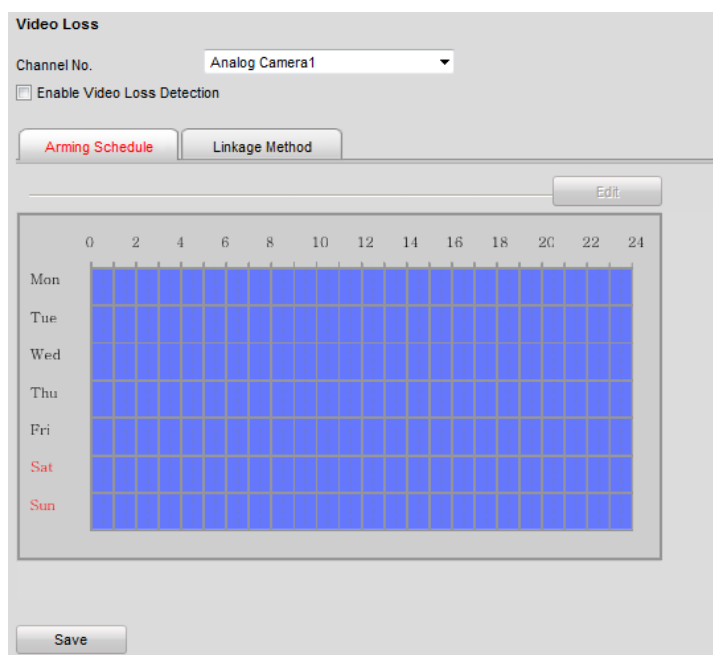 Video Loss
Channel No. Analog Camera1
Enable Video Loss Detection
Arming Schedule Linkage Method
Edit
0 2 4 6 8 10 12 14 16 18 20 22 24
Mon
Tue
Wed
Thu
Fri
Sat
Sun
Save